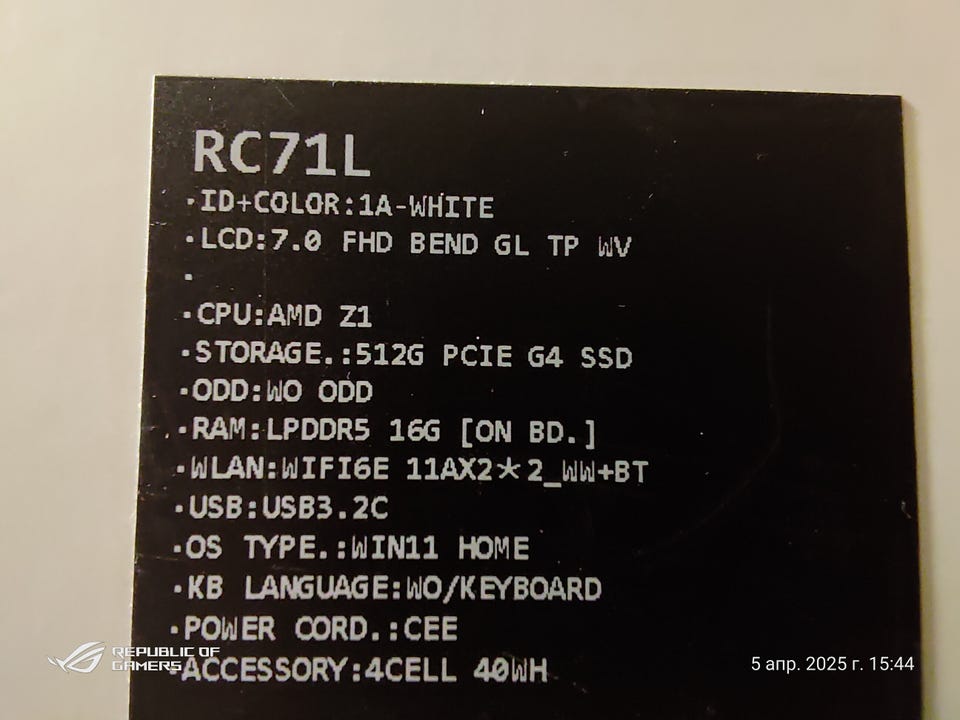 RC71L
·ID+COLOR:1A-WHITE
·LCD:7.0 FHD BEND GL TP WV
·
·CPU:AMD Z1
·STORAGE.:512G PCIE G4 SSD
·ODD:WO ODD
·RAM:LPDDR5 16G [ON BD.]
·WLAN:WIFI6E 11AX2*2_WW+BT
·USB:USB3.2C
·OS TYPE.:WIN11 HOME
·KB LANGUAGE:WO/KEYBOARD
·POWER CORD.:CEE
·ACCESSORY:4CELL 40WH
REPUBLIC OF
GAMERS
5 апр. 2025 г. 15:44